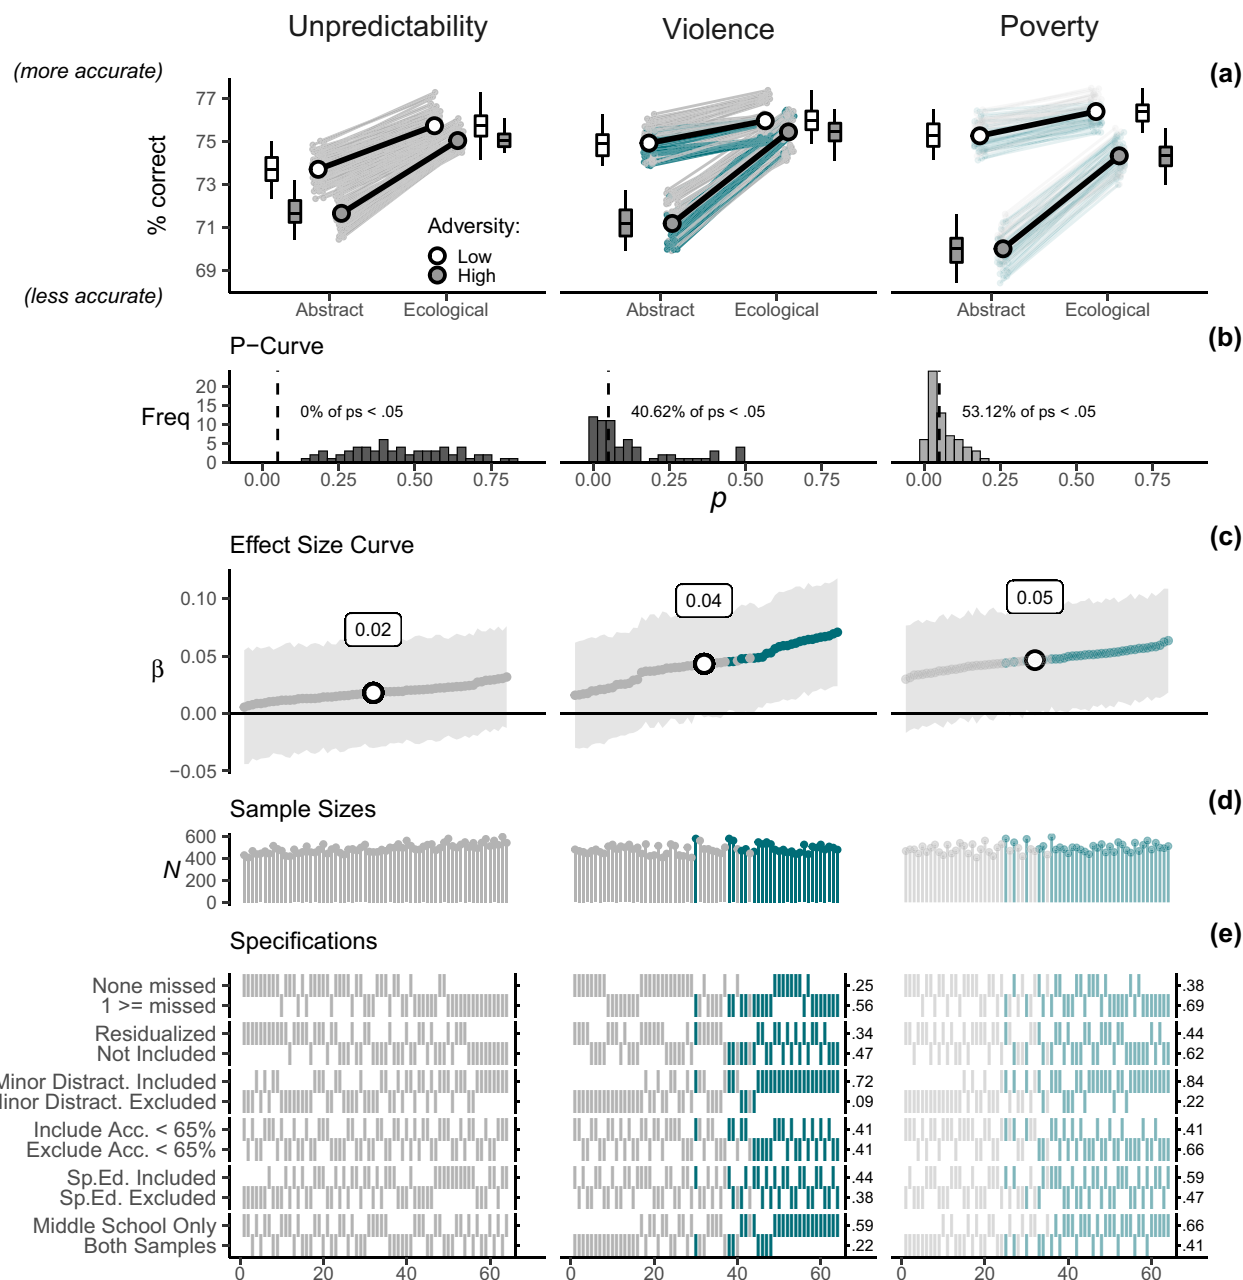 Unpredictability Violence Poverty
(more accurate) (a)
77
75
73
71
69
% correct
Adversity:
Low
High
(less accurate)
Abstract Ecological Abstract Ecological Abstract Ecological
(b)
P−Curve
20
15
10
5
0
Freq
0% of ps < .05 40.62% of ps < .05 53.12% of ps < .05
0.00 0.25 0.50 0.75 0.00 0.25 0.50 0.75 0.00 0.25 0.50 0.75
p
(c)
Effect Size Curve
0.10
0.05
0.00
−0.05
β
0.02 0.04 0.05
(d)
Sample Sizes
600
400
200
0
N
(e)
Specifications
None missed .25 .38
1 >= missed .56 .69
Residualized .34 .44
Not Included .47 .62
Minor Distract. Included .72 .84
Minor Distract. Excluded .09 .22
Include Acc. < 65% .41 .41
Exclude Acc. < 65% .41 .66
Sp.Ed. Included .44 .59
Sp.Ed. Excluded .38 .47
Middle School Only .59 .66
Both Samples .22 .41
0 20 40 60 0 20 40 60 0 20 40 60